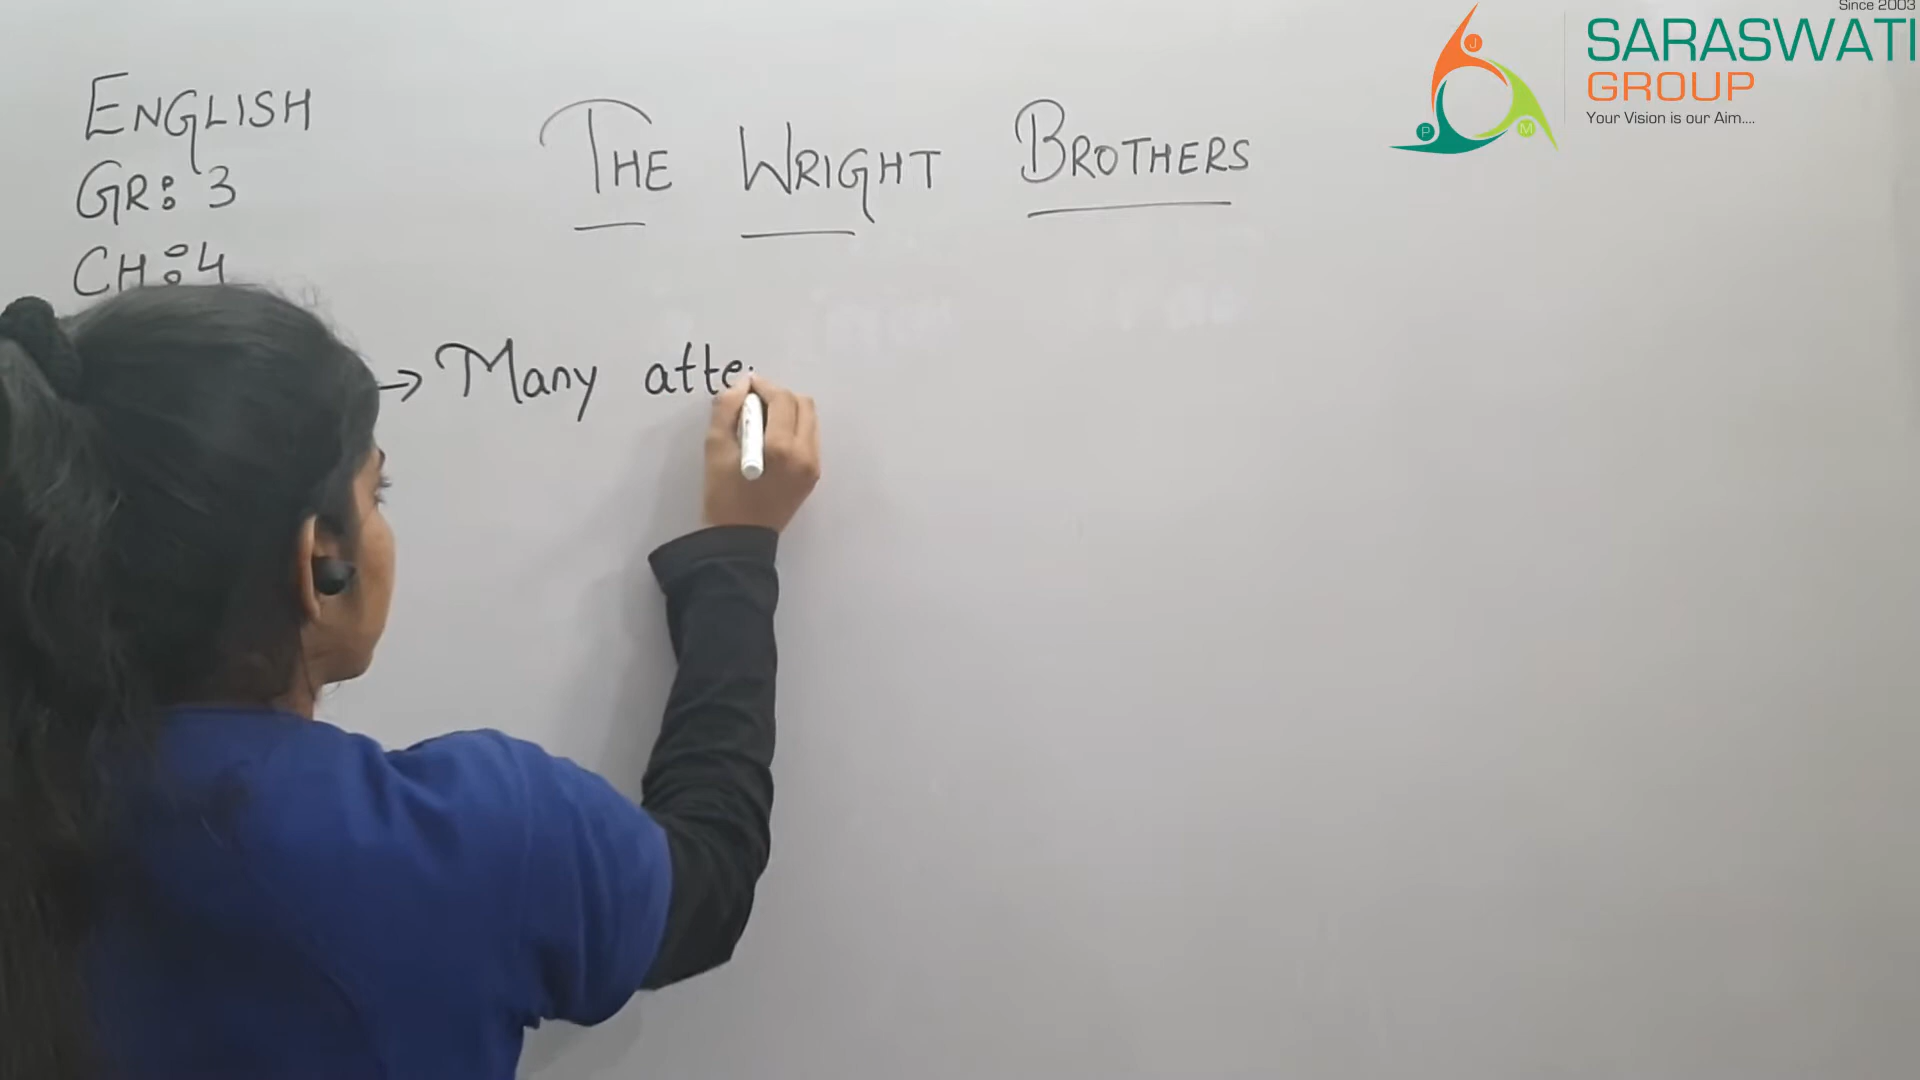 Since 2003
SARASWATI
GROUP
Your Vision is our Aim....
J
P
M
ENGLISH
GR: 3
CH: 4
THE WRIGHT BROTHERS
→ Many atte